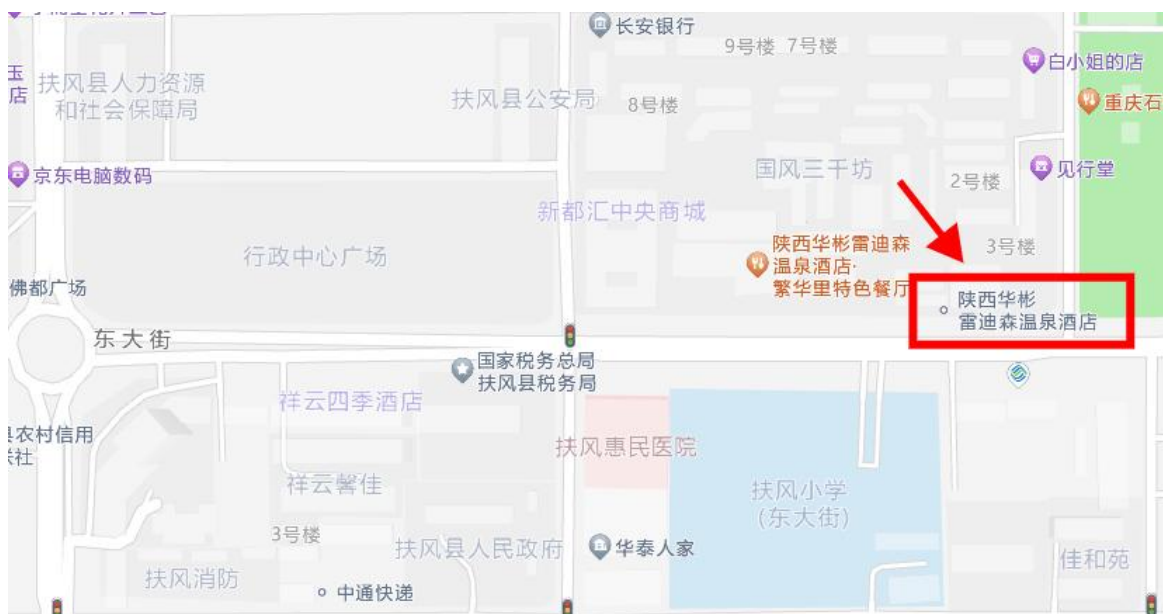 长安银行
9号楼 7号楼
白小姐的店
玉
店
扶风县人力资源
和社会保障局
扶风县公安局
8号楼
重庆石
京东电脑数码
国风三千坊
2号楼
见行堂
新都汇中央商城
行政中心广场
陕西华彬雷迪森
温泉酒店·
繁华里特色餐厅
3号楼
佛都广场
陕西华彬
雷迪森温泉酒店
东大街
国家税务总局
扶风县税务局
祥云四季酒店
农村信用
社
扶风惠民医院
祥云馨佳
扶风小学
(东大街)
3号楼
扶风县人民政府
华泰人家
佳和苑
扶风消防
中通快递